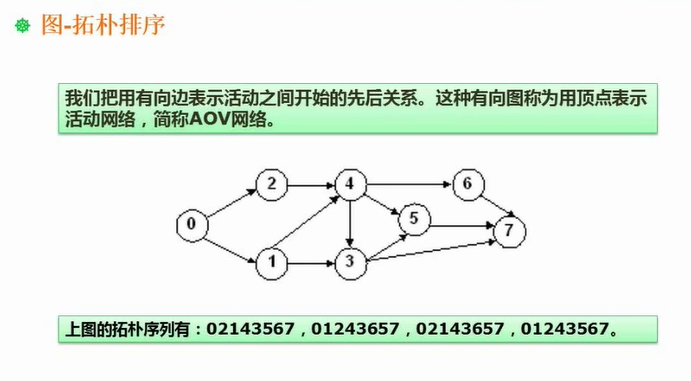 图-拓朴排序
我们把用有向边表示活动之间开始的先后关系。这种有向图称为用顶点表示
活动网络，简称AOV网络。
2 4 6
0 5 7
1 3
上图的拓朴序列有：02143567，01243657，02143657，01243567。